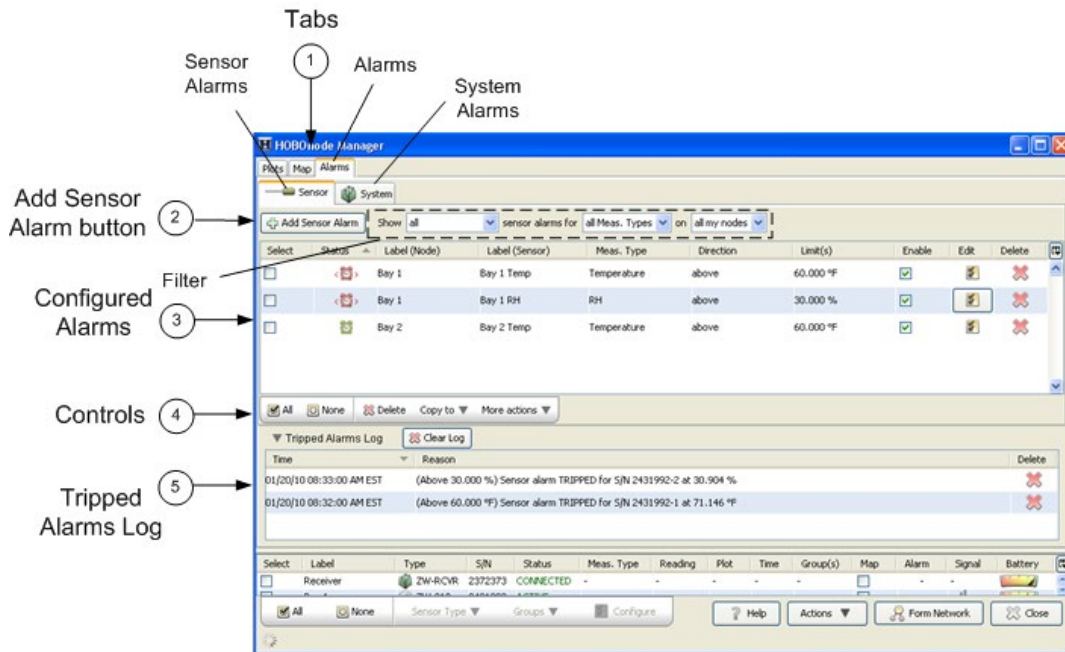 Tabs
1
Sensor Alarms
Alarms
System Alarms
HOBOnode Manager
Plots Map Alarms
Sensor System
Add Sensor Alarm button
2
Add Sensor Alarm Show all sensor alarms for all Meas. Types on all my nodes
Filter
Select Status Label (Node) Label (Sensor) Meas. Type Direction Limit(s) Enable Edit Delete
Bay 1 Bay 1 Temp Temperature above 60.000 °F
Configured Alarms
3
Bay 1 Bay 1 RH RH above 30.000 %
Bay 2 Bay 2 Temp Temperature above 60.000 °F
Controls
4
All None Delete Copy to More actions
Tripped Alarms Log Clear Log
Time Reason Delete
5
Tripped Alarms Log
01/20/10 08:33:00 AM EST (Above 30.000 %) Sensor alarm TRIPPED for S/N 2431992-2 at 30.904 %
01/20/10 08:32:00 AM EST (Above 60.000 °F) Sensor alarm TRIPPED for S/N 2431992-1 at 71.146 °F
Select Label Type S/N Status Meas. Type Reading Plot Time Group(s) Map Alarm Signal Battery
Receiver ZW-RCVR 2372373 CONNECTED - - - - - - -
All None Sensor Type Groups Configure Help Actions Form Network Close